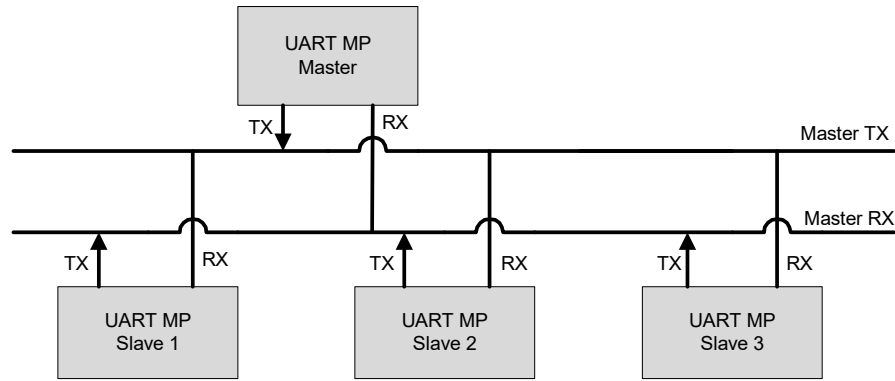 UART MP
Master
TX
RX
Master TX
Master RX
TX
RX
TX
RX
TX
RX
UART MP
Slave 1
UART MP
Slave 2
UART MP
Slave 3